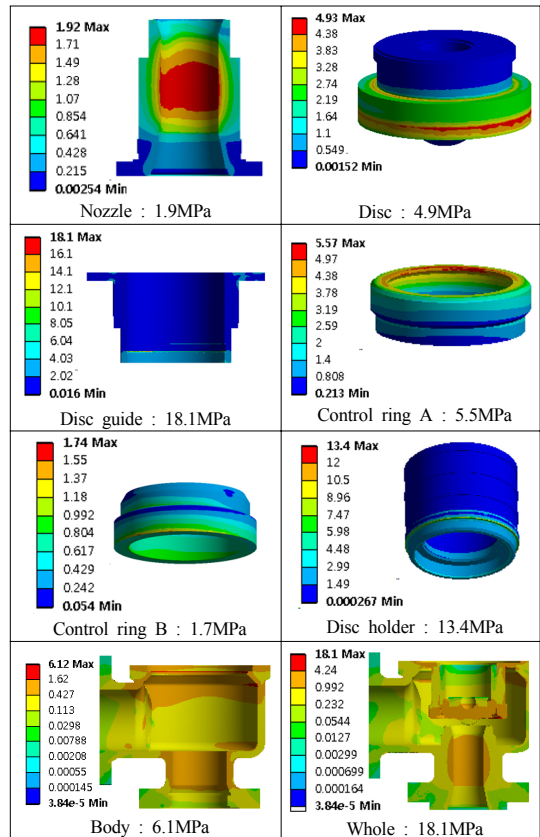 1.92 Max
1.71
1.49
1.28
1.07
0.854
0.641
0.428
0.215
0.00254 Min
Nozzle : 1.9MPa
4.93 Max
4.38
3.83
3.28
2.74
2.19
1.64
1.1
0.549
0.00152 Min
Disc : 4.9MPa
18.1 Max
16.1
14.1
12.1
10.1
8.05
6.04
4.03
2.02
0.016 Min
Disc guide : 18.1MPa
5.57 Max
4.97
4.38
3.78
3.19
2.59
2
1.4
0.808
0.213 Min
Control ring A : 5.5MPa
1.74 Max
1.55
1.37
1.18
0.992
0.804
0.617
0.429
0.242
0.054 Min
Control ring B : 1.7MPa
13.4 Max
12
10.5
8.96
7.47
5.98
4.48
2.99
1.49
0.000267 Min
Disc holder : 13.4MPa
6.12 Max
1.62
0.427
0.113
0.0298
0.00788
0.00208
0.00055
0.000145
3.84e-5 Min
Body : 6.1MPa
18.1 Max
4.24
0.992
0.232
0.0544
0.0127
0.00299
0.000699
0.000164
3.84e-5 Min
Whole : 18.1MPa